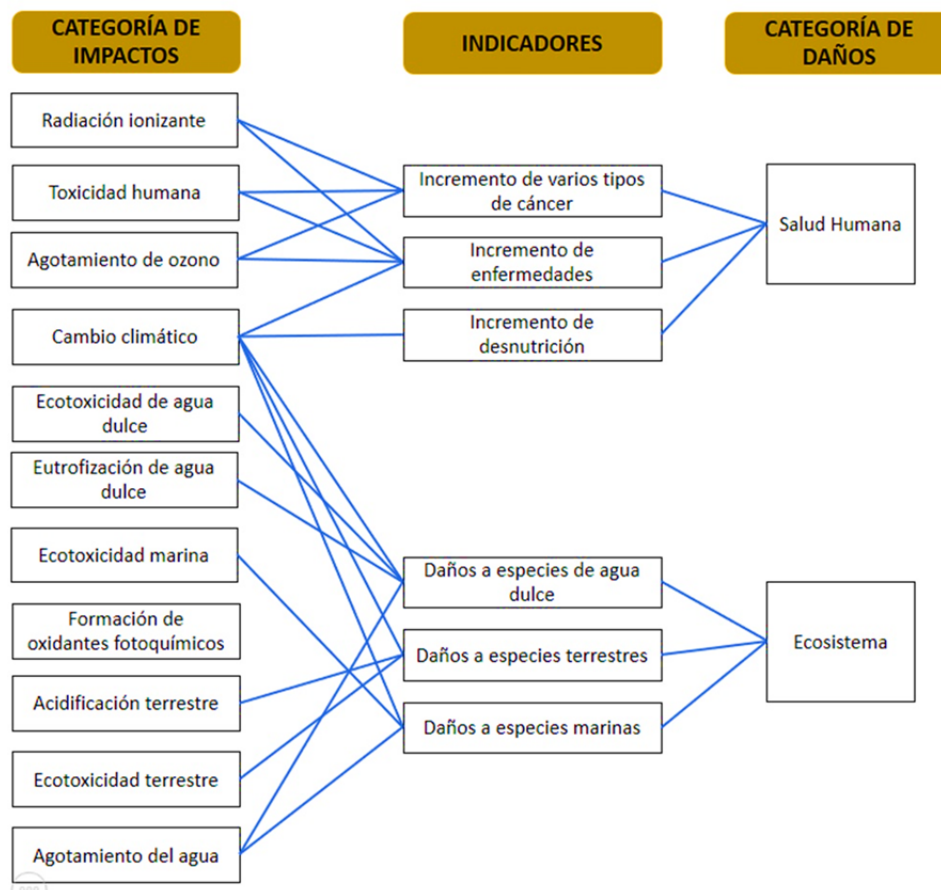 CATEGORÍA DE
IMPACTOS
INDICADORES
CATEGORÍA DE
DAÑOS
Radiación ionizante
Toxicidad humana
Agotamiento de ozono
Cambio climático
Ecotoxicidad de agua
dulce
Eutrofización de agua
dulce
Ecotoxicidad marina
Formación de
oxidantes fotoquímicos
Acidificación terrestre
Ecotoxicidad terrestre
Agotamiento del agua
Incremento de varios tipos
de cáncer
Incremento de
enfermedades
Incremento de
desnutrición
Daños a especies de agua
dulce
Daños a especies terrestres
Daños a especies marinas
Salud Humana
Ecosistema